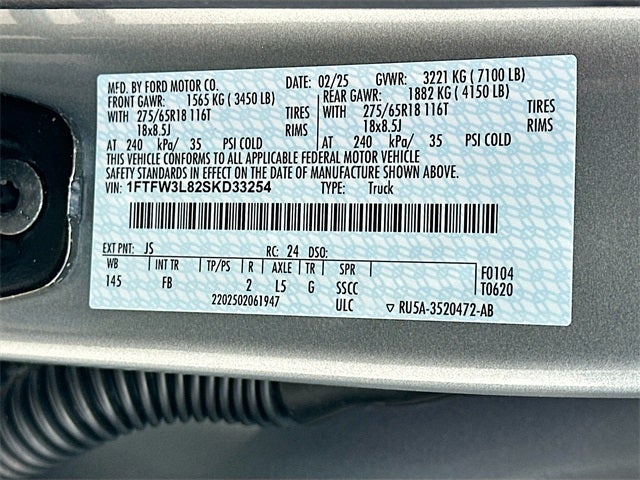 MFD. BY FORD MOTOR CO. DATE: 02/25 GVWR: 3221 KG ( 7100 LB)
FRONT GAWR: 1565 KG ( 3450 LB) REAR GAWR: 1882 KG ( 4150 LB)
WITH 275/65R18 116T TIRES WITH 275/65R18 116T TIRES
18x8.5J RIMS 18x8.5J RIMS
AT 240 kPa/ 35 PSI COLD AT 240 kPa/ 35 PSI COLD
THIS VEHICLE CONFORMS TO ALL APPLICABLE FEDERAL MOTOR VEHICLE
SAFETY STANDARDS IN EFFECT ON THE DATE OF MANUFACTURE SHOWN ABOVE.
VIN: 1FTFW3L82SKD33254 TYPE: Truck
EXT PNT: JS RC: 24 DSO:
WB INT TR TP/PS R AXLE TR SPR F0104
145 FB 2 L5 G SSCC T0620
2202502061947 ULC ▽ RU5A-3520472-AB